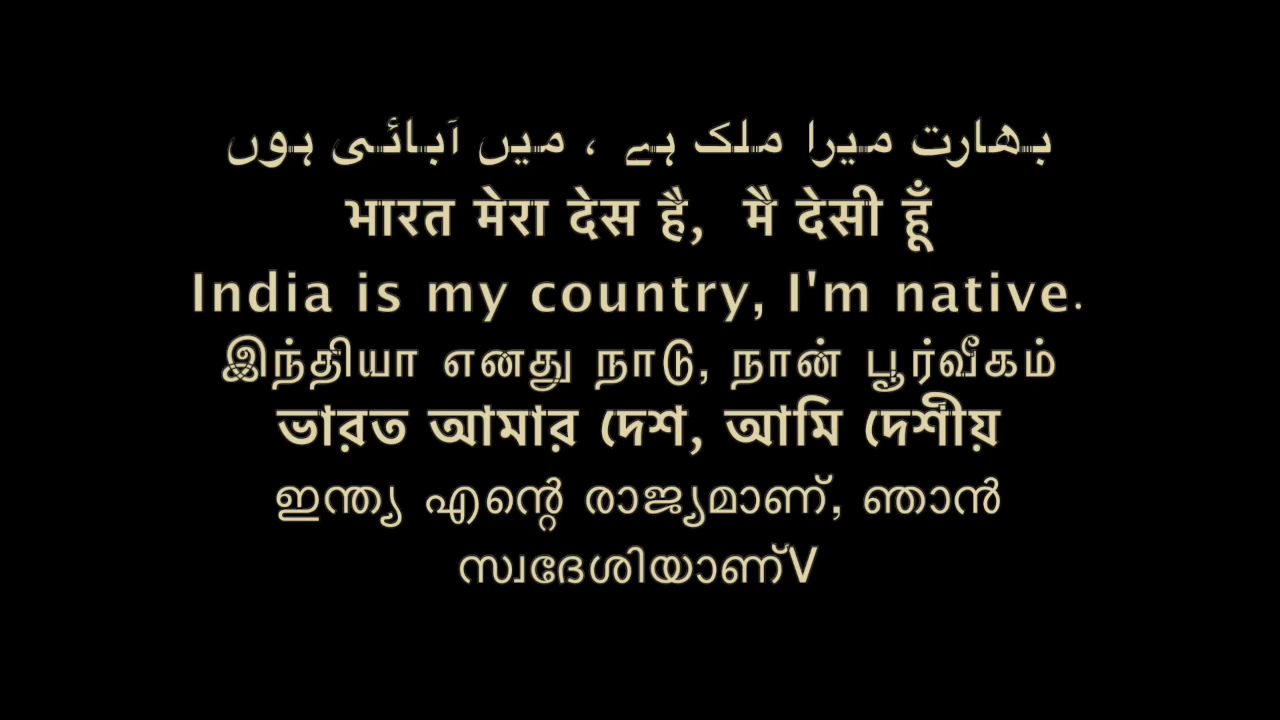 بھارت میرا ملک ہے ، میں آبائی ہوں
भारत मेरा देस है, मै देसी हूँ
India is my country, I'm native.
இந்தியா எனது நாடு, நான் பூர்வீகம்
ভারত আমার দেশ, আমি দেশীয়
ഇന്ത്യ എന്റെ രാജ്യമാണ്, ഞാൻ
സ്വദേശിയാണ്V